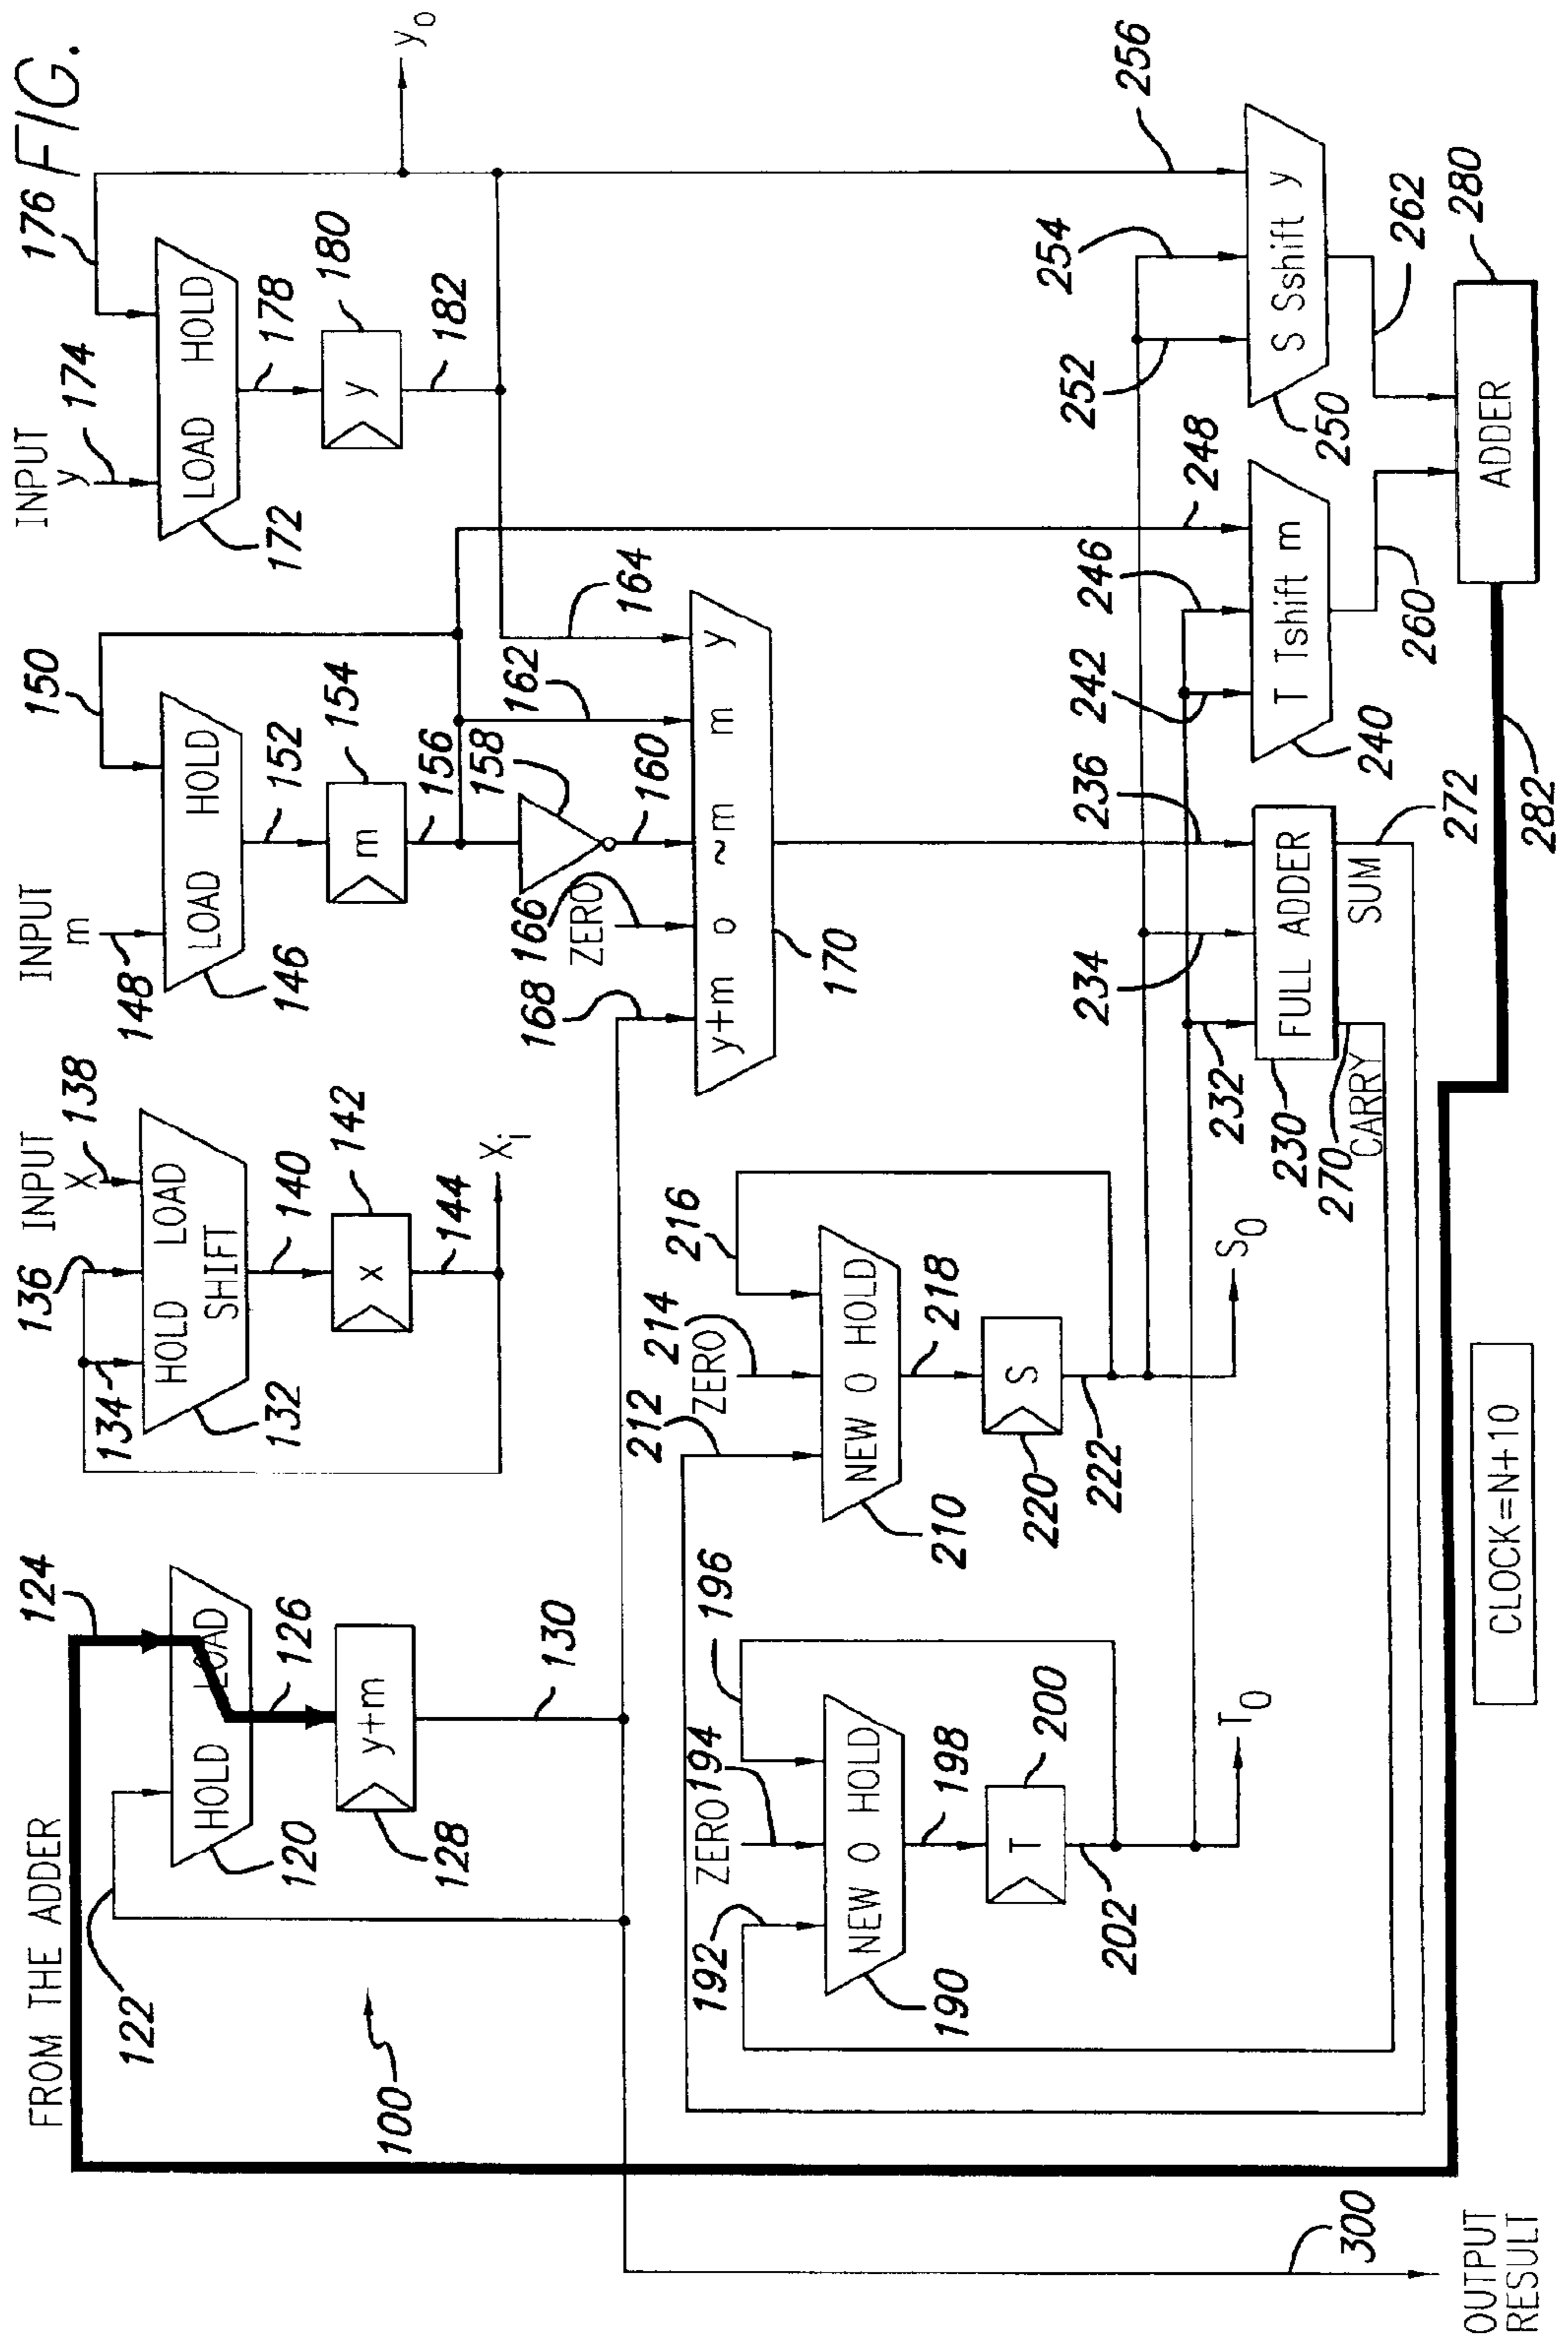 FIG.
FROM THE ADDER
124
122
HOLD LOAD
120
126
y+m
128
130
100
136 INPUT
X 138
134
HOLD LOAD
SHIFT
132
140
x
142
144
Xi
INPUT
m
148
150
LOAD HOLD
146
152
m
154
156
158
160
162
164
ZERO
166
168
y+m o ~m m y
170
INPUT
y
174
176
LOAD HOLD
172
178
y
180
182
yo
192
ZERO
194
196
NEW O HOLD
190
198
T
200
202
TO
212
ZERO
214
216
NEW O HOLD
210
218
S
220
222
SO
232
234
236
FULL ADDER
230
270
CARRY
SUM
272
242
246
248
T Tshift m
240
260
252
254
256
S Sshift y
250
262
ADDER
280
282
CLOCK=N+10
300
OUTPUT
RESULT